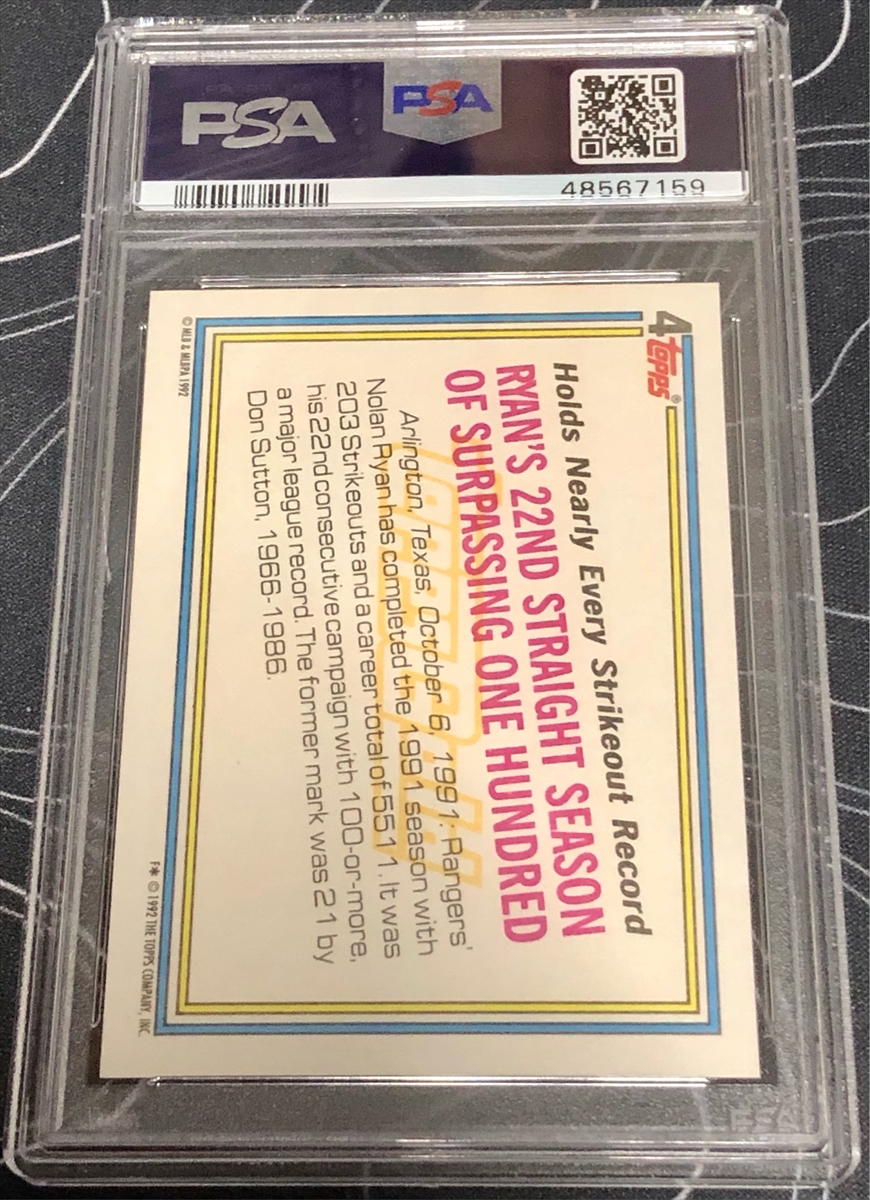 PSA
PSA
48567159
4
Topps®
Holds Nearly Every Strikeout Record
RYAN'S 22ND STRAIGHT SEASON
OF SURPASSING ONE HUNDRED
Arlington, Texas, October 6, 1991: Rangers'
Nolan Ryan has completed the 1991 season with
203 Strikeouts and a career total of 5511. It was
his 22nd consecutive campaign with 100-or-more,
a major league record. The former mark was 21 by
Don Sutton, 1966-1986.
© MLB & MLBPA 1992
F* © 1992 THE TOPPS COMPANY, INC.
PSA